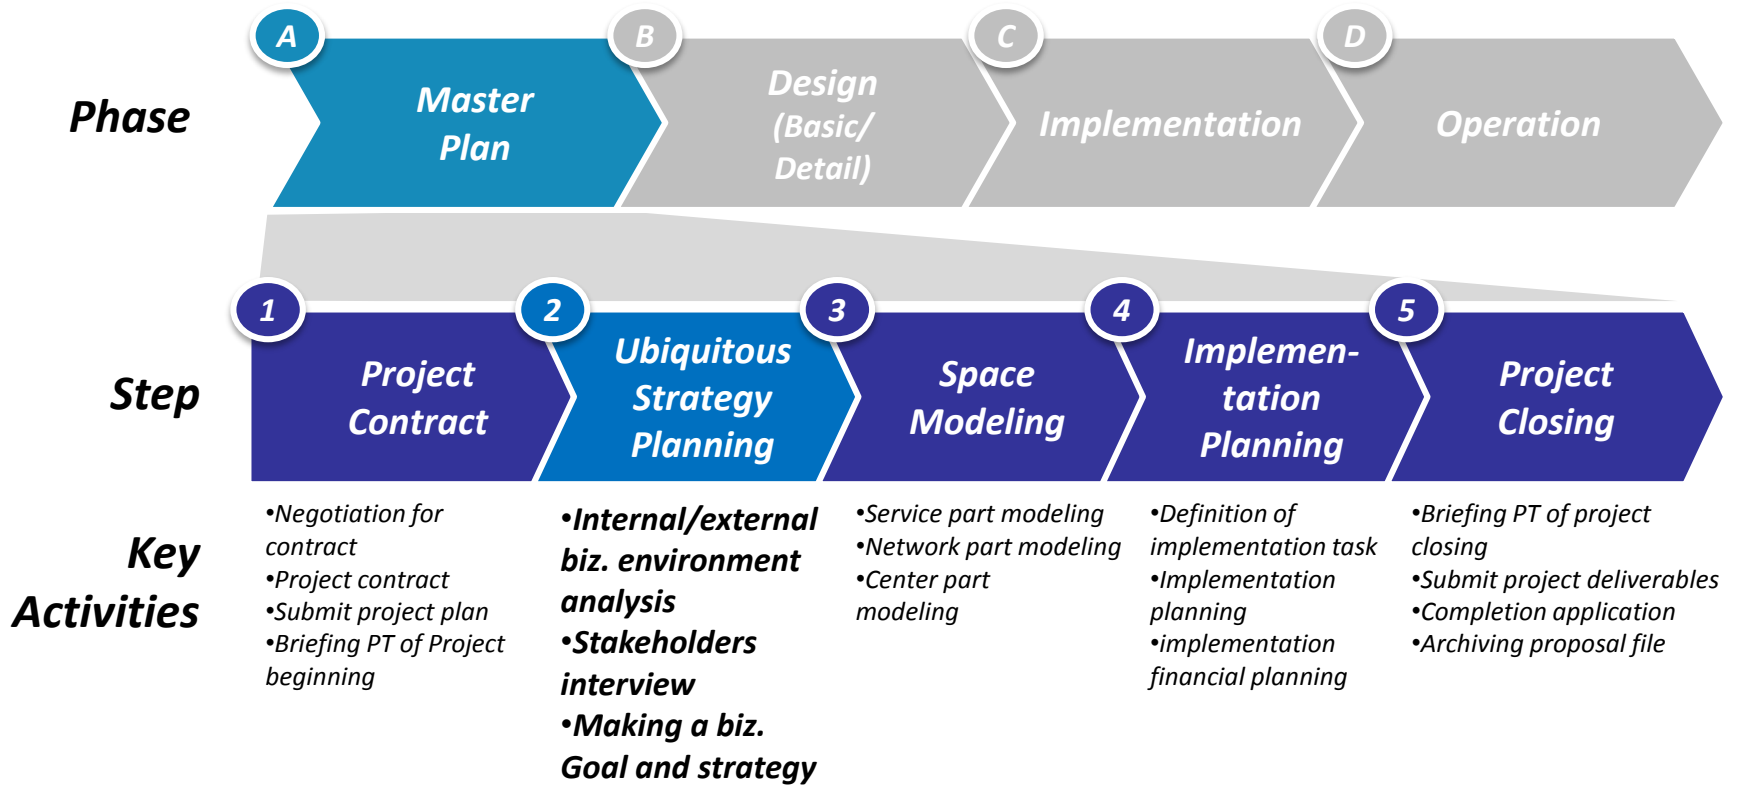 A
B
C
D
Phase
Master
Plan
Design
(Basic/
Detail)
Implementation
Operation
1
2
3
4
5
Step
Project
Contract
Ubiquitous
Strategy
Planning
Space
Modeling
Implemen-
tation
Planning
Project
Closing
Key
Activities
•Negotiation for
contract
•Project contract
•Submit project plan
•Briefing PT of Project
beginning
•Internal/external
biz. environment
analysis
•Stakeholders
interview
•Making a biz.
Goal and strategy
•Service part modeling
•Network part modeling
•Center part
modeling
•Definition of
implementation task
•Implementation
planning
•implementation
financial planning
•Briefing PT of project
closing
•Submit project deliverables
•Completion application
•Archiving proposal file